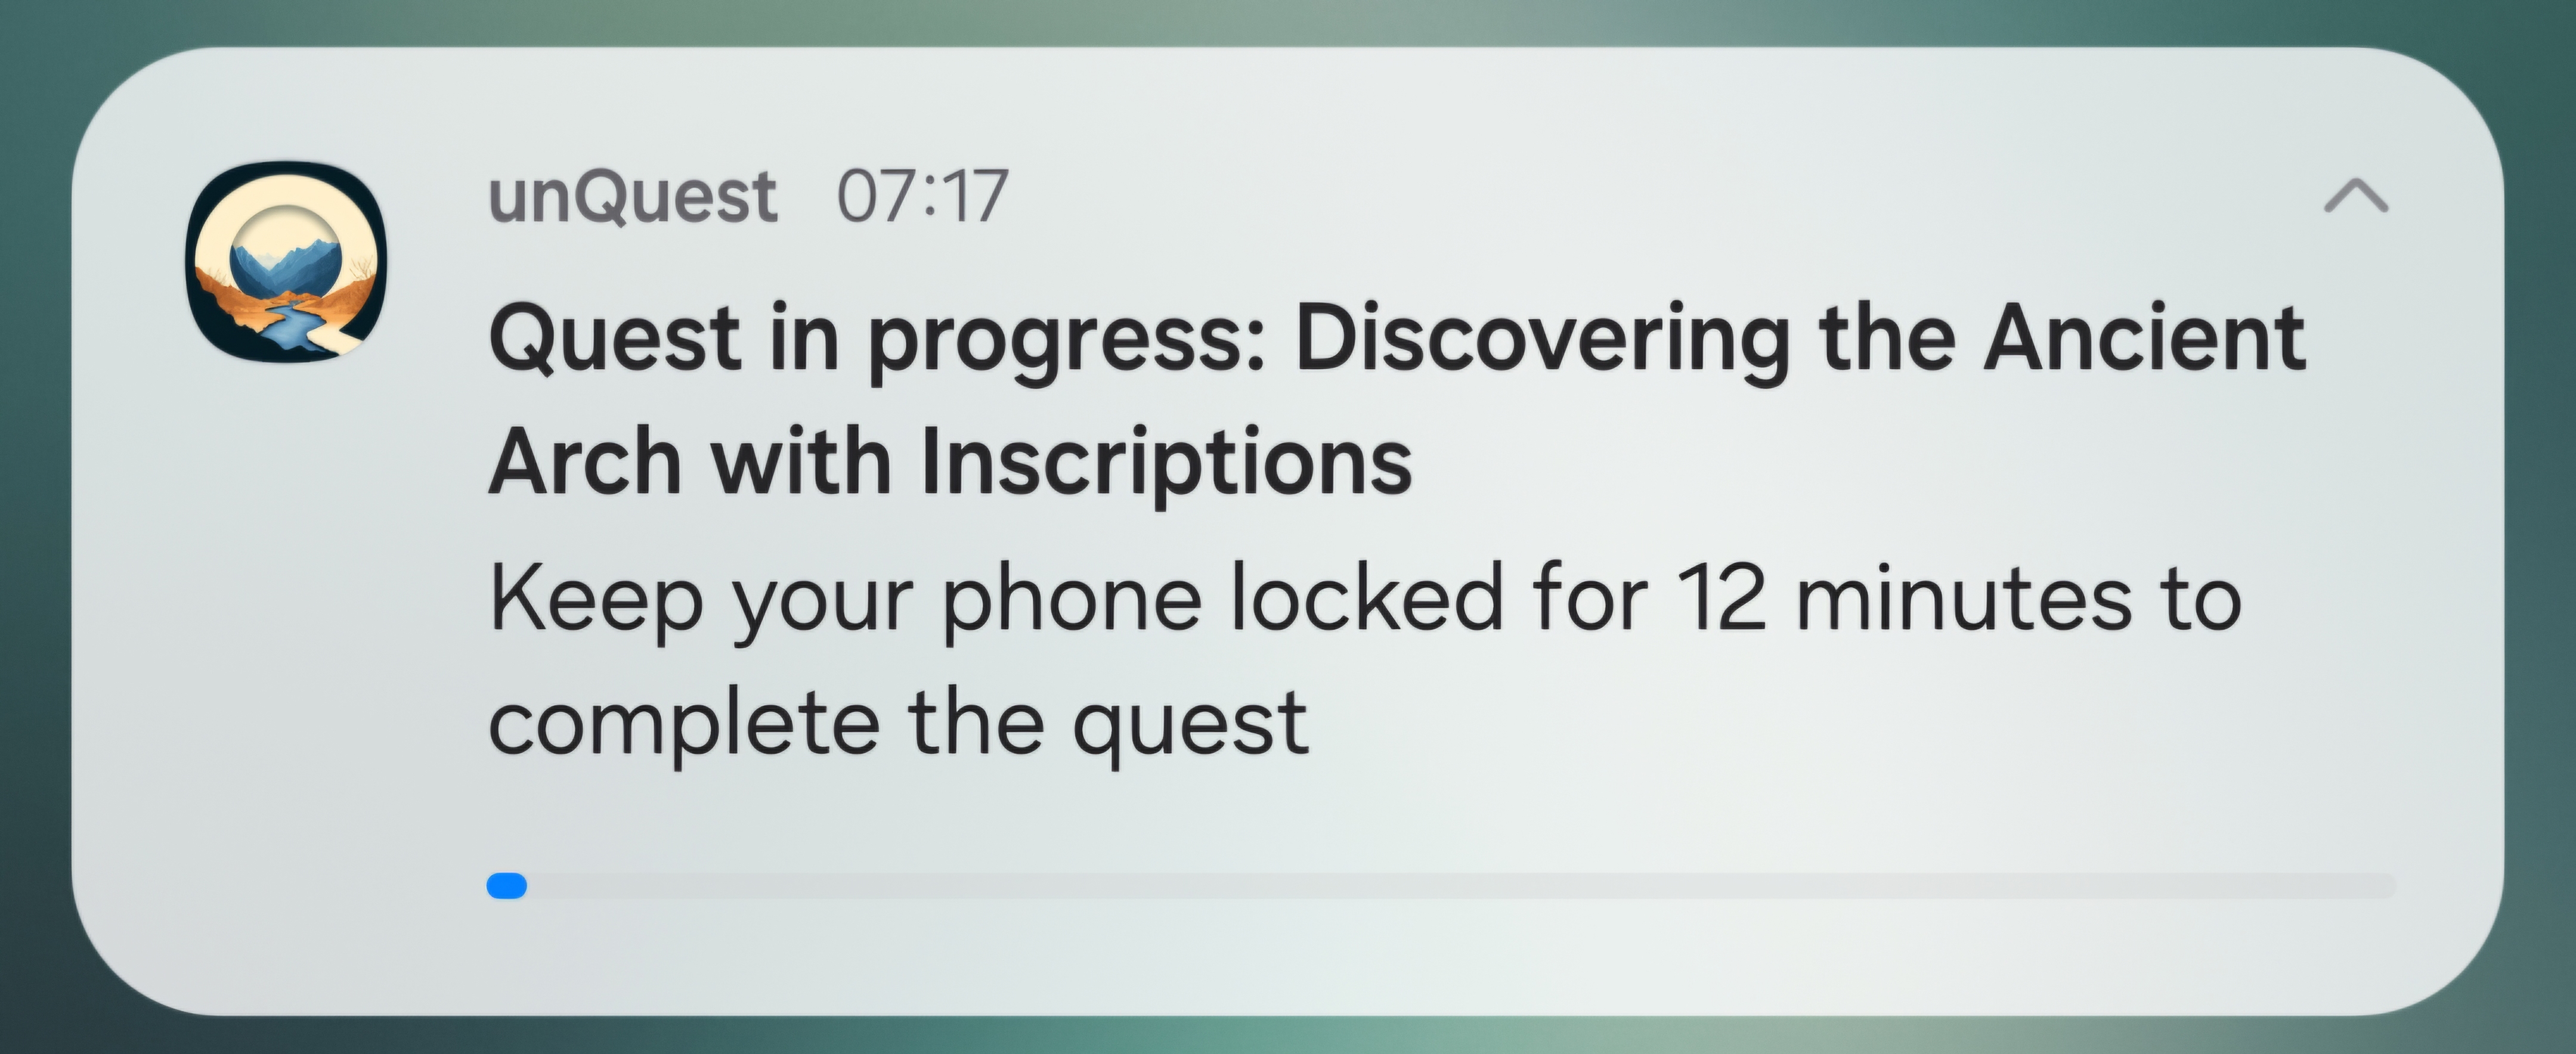 unQuest 07:17
Quest in progress: Discovering the Ancient
Arch with Inscriptions
Keep your phone locked for 12 minutes to
complete the quest